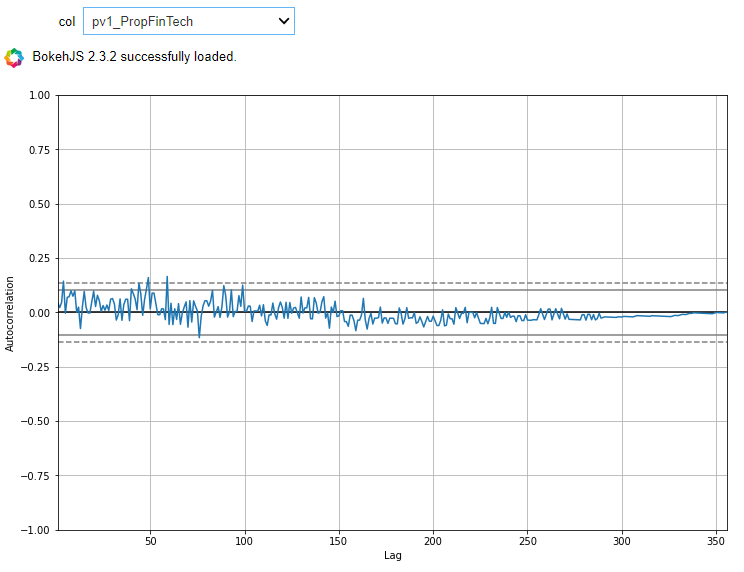 col pv1_PropFinTech
BokehJS 2.3.2 successfully loaded.
1.00
0.75
0.50
0.25
0.00
−0.25
−0.50
−0.75
−1.00
Autocorrelation
50 100 150 200 250 300 350
Lag